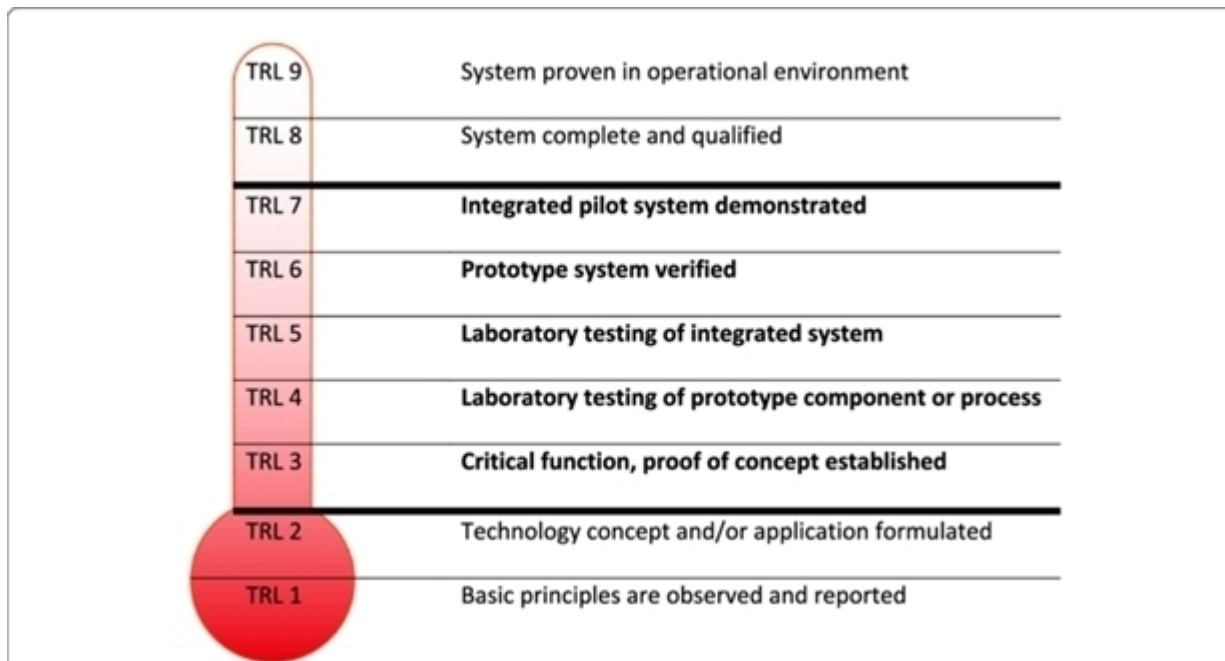 TRL 9 System proven in operational environment
TRL 8 System complete and qualified
TRL 7 Integrated pilot system demonstrated
TRL 6 Prototype system verified
TRL 5 Laboratory testing of integrated system
TRL 4 Laboratory testing of prototype component or process
TRL 3 Critical function, proof of concept established
TRL 2 Technology concept and/or application formulated
TRL 1 Basic principles are observed and reported